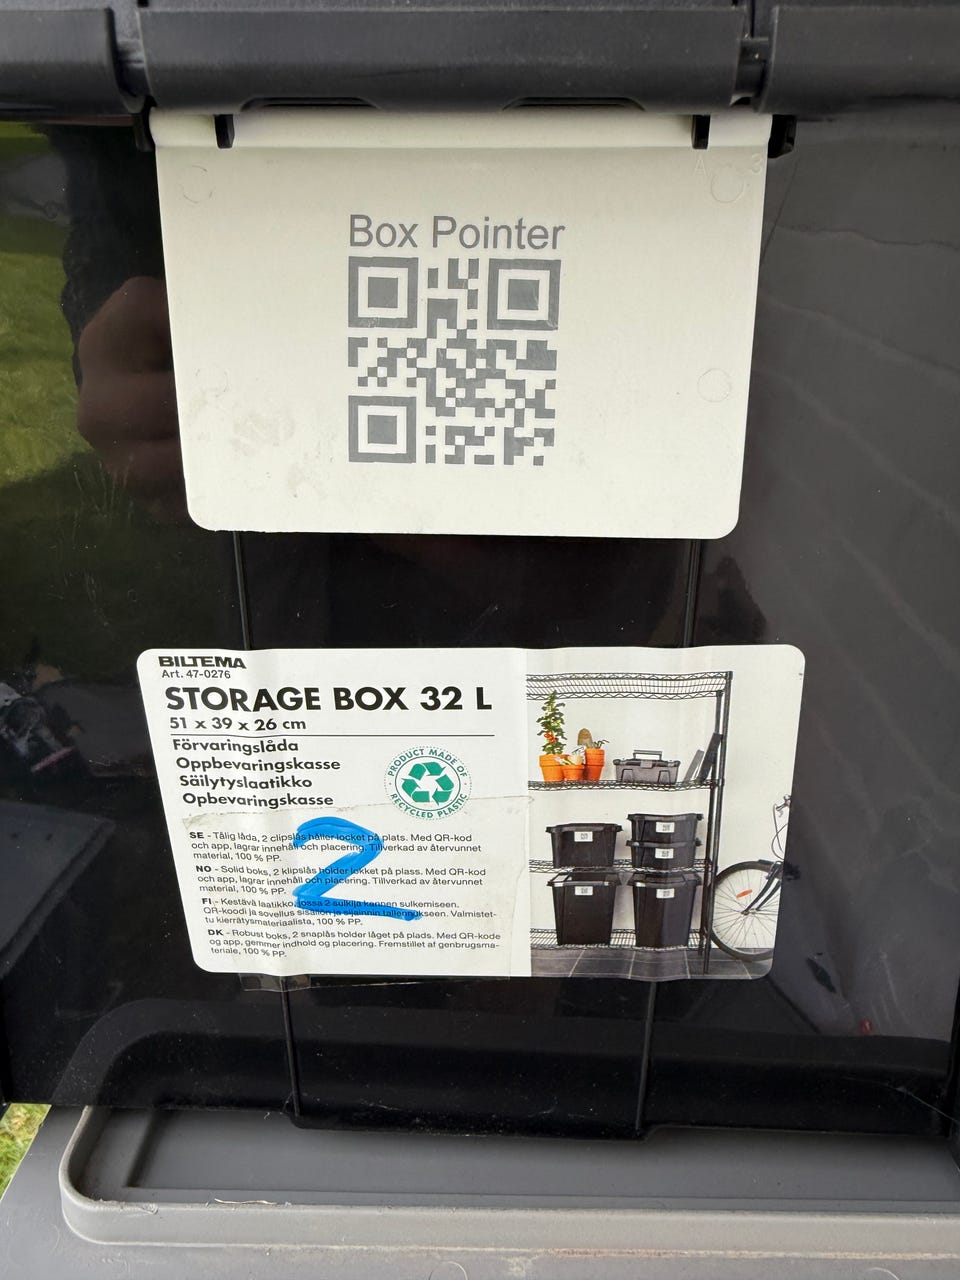 Box Pointer
BILTEMA
Art. 47-0276
STORAGE BOX 32 L
51 x 39 x 26 cm
Förvaringslåda
Oppbevaringskasse
Säilytyslaatikko
Opbevaringskasse
PRODUCT MADE OF RECYCLED PLASTIC
2
SE - Tålig låda, 2 clipslås håller locket på plats. Med QR-kod
och app, lagrar innehåll och placering. Tillverkad av återvunnet
material, 100 % PP.
NO - Solid boks, 2 klipslås holder lokket på plass. Med QR-kod
och app, lagrar innehåll och placering. Tillverkad av återvunnet
material, 100 % PP.
FI - Kestävä laatikko, jossa 2 sulkija kannen sulkemiseen.
QR-koodi ja sovellus sisällön ja sijainnin tallennukseen. Valmistet-
tu kierrätysmateriaalista, 100 % PP.
DK - Robust boks, 2 snaplås holder låget på plads. Med QR-kode
og app, gemmer indhold og placering. Fremstillet af genbrugsma-
teriale, 100 % PP.